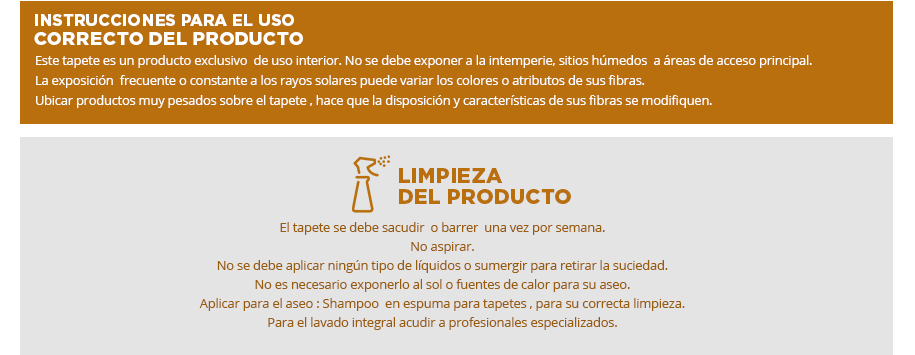 INSTRUCCIONES PARA EL USO
CORRECTO DEL PRODUCTO
Este tapete es un producto exclusivo de uso interior. No se debe exponer a la intemperie, sitios húmedos a áreas de acceso principal.
La exposición frecuente o constante a los rayos solares puede variar los colores o atributos de sus fibras.
Ubicar productos muy pesados sobre el tapete , hace que la disposición y características de sus fibras se modifiquen.
LIMPIEZA
DEL PRODUCTO
El tapete se debe sacudir o barrer una vez por semana.
No aspirar.
No se debe aplicar ningún tipo de líquidos o sumergir para retirar la suciedad.
No es necesario exponerlo al sol o fuentes de calor para su aseo.
Aplicar para el aseo : Shampoo en espuma para tapetes , para su correcta limpieza.
Para el lavado integral acudir a profesionales especializados.